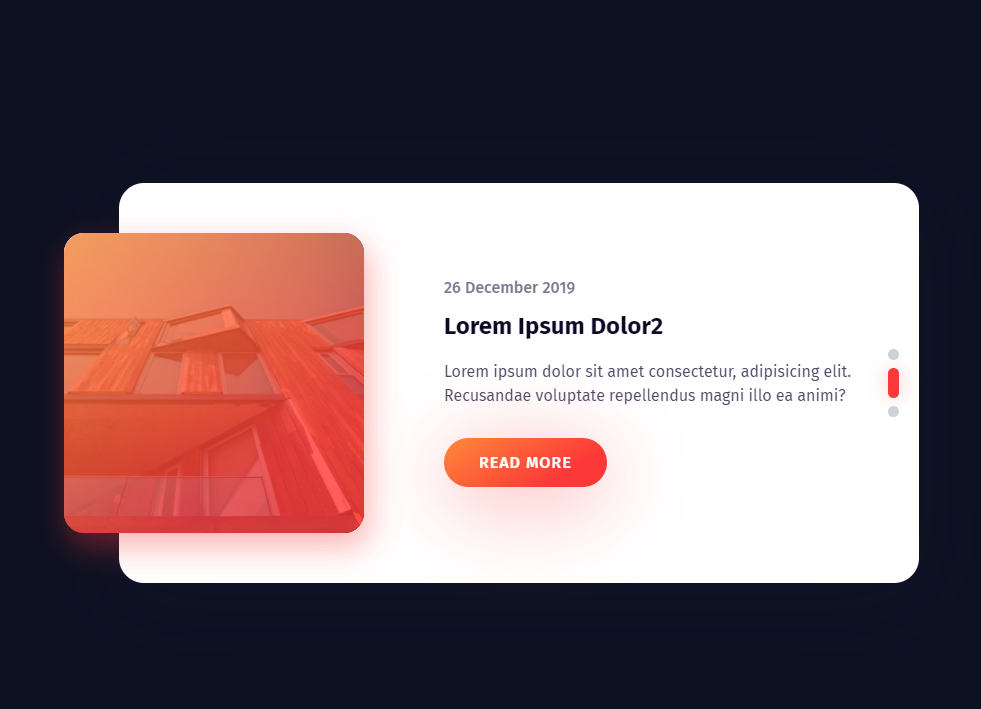 26 December 2019
Lorem Ipsum Dolor2
Lorem ipsum dolor sit amet consectetur, adipisicing elit.
Recusandae voluptate repellendus magni illo ea animi?
READ MORE